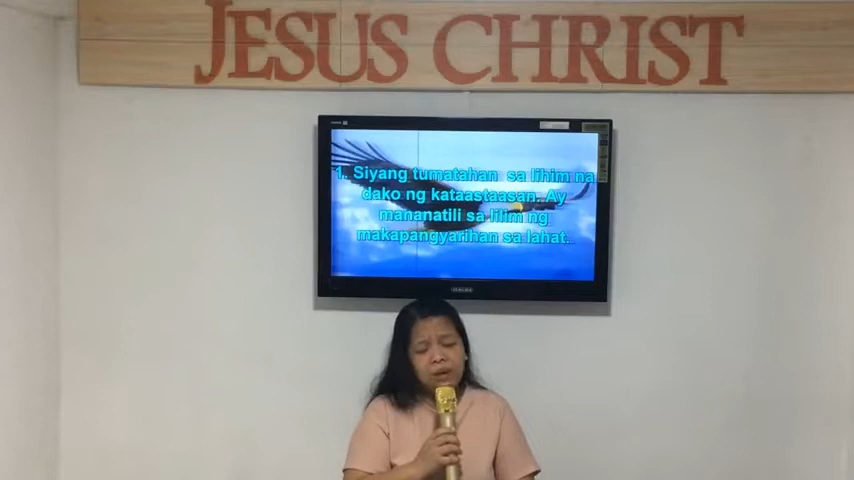 JESUS CHRIST
1. Siyang tumatahan sa lihim na
dako ng kataastaasan. Ay
mananatili sa lilim ng
makapangyarihan sa lahat.